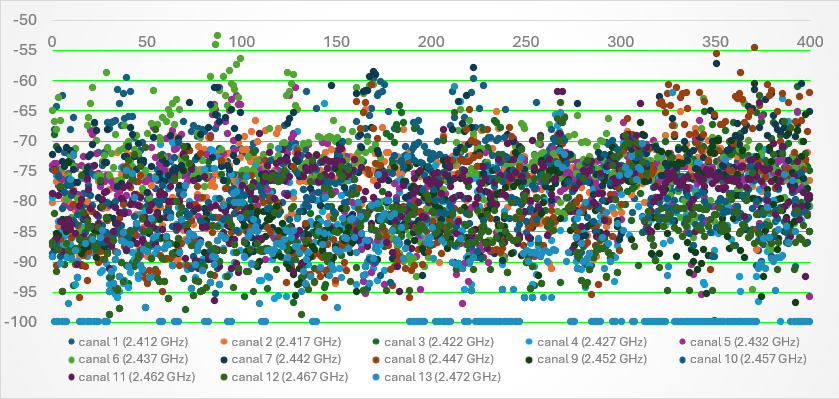 -50
0 50 100 150 200 250 300 350 400
-55
-60
-65
-70
-75
-80
-85
-90
-95
-100
canal 1 (2.412 GHz) canal 2 (2.417 GHz) canal 3 (2.422 GHz) canal 4 (2.427 GHz) canal 5 (2.432 GHz)
canal 6 (2.437 GHz) canal 7 (2.442 GHz) canal 8 (2.447 GHz) canal 9 (2.452 GHz) canal 10 (2.457 GHz)
canal 11 (2.462 GHz) canal 12 (2.467 GHz) canal 13 (2.472 GHz)